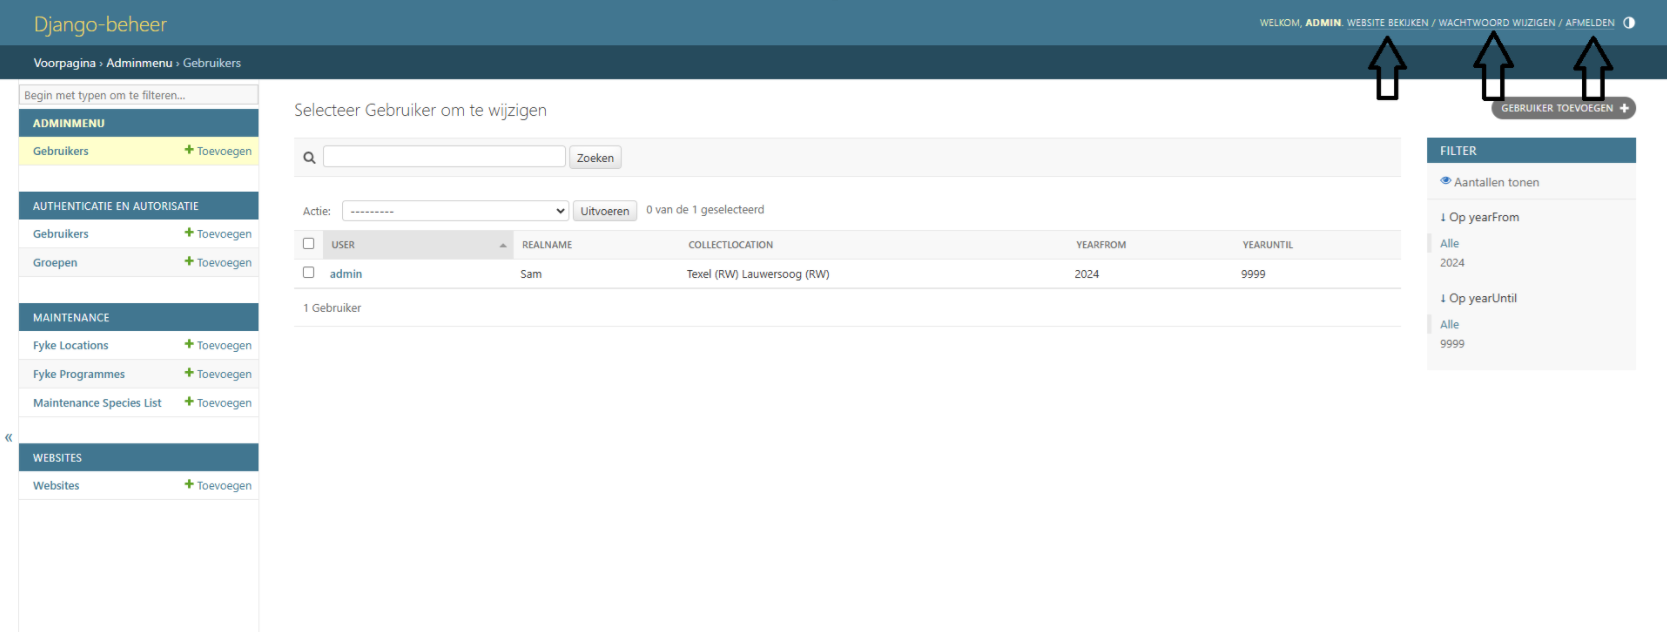 Django-beheer
WELKOM, ADMIN. WEBSITE BEKIJKEN / WACHTWOORD WIJZIGEN / AFMELDEN
Voorpagina › Adminmenu › Gebruikers
Begin met typen om te filteren...
ADMINMENU
Gebruikers + Toevoegen
AUTHENTICATIE EN AUTORISATIE
Gebruikers + Toevoegen
Groepen + Toevoegen
MAINTENANCE
Fyke Locations + Toevoegen
Fyke Programmes + Toevoegen
Maintenance Species List + Toevoegen
«
WEBSITES
Websites + Toevoegen
Selecteer Gebruiker om te wijzigen
GEBRUIKER TOEVOEGEN +
Zoeken
Actie: --------- Uitvoeren 0 van de 1 geselecteerd
USER REALNAME COLLECTLOCATION YEARFROM YEARUNTIL
admin Sam Texel (RW) Lauwersoog (RW) 2024 9999
1 Gebruiker
FILTER
Aantallen tonen
↓ Op yearFrom
Alle
2024
↓ Op yearUntil
Alle
9999